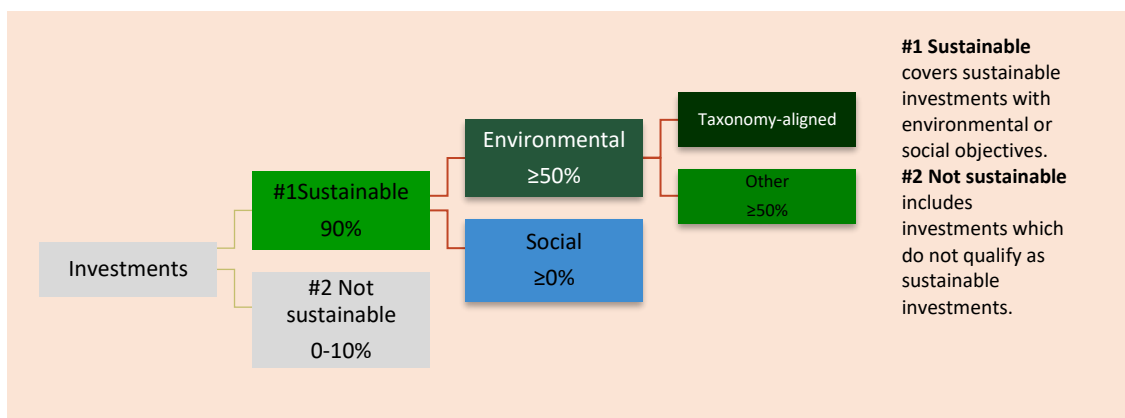 Investments
#1Sustainable
90%
#2 Not
sustainable
0-10%
Environmental
≥50%
Social
≥0%
Taxonomy-aligned
Other
≥50%
#1 Sustainable
covers sustainable
investments with
environmental or
social objectives.
#2 Not sustainable
includes
investments which
do not qualify as
sustainable
investments.